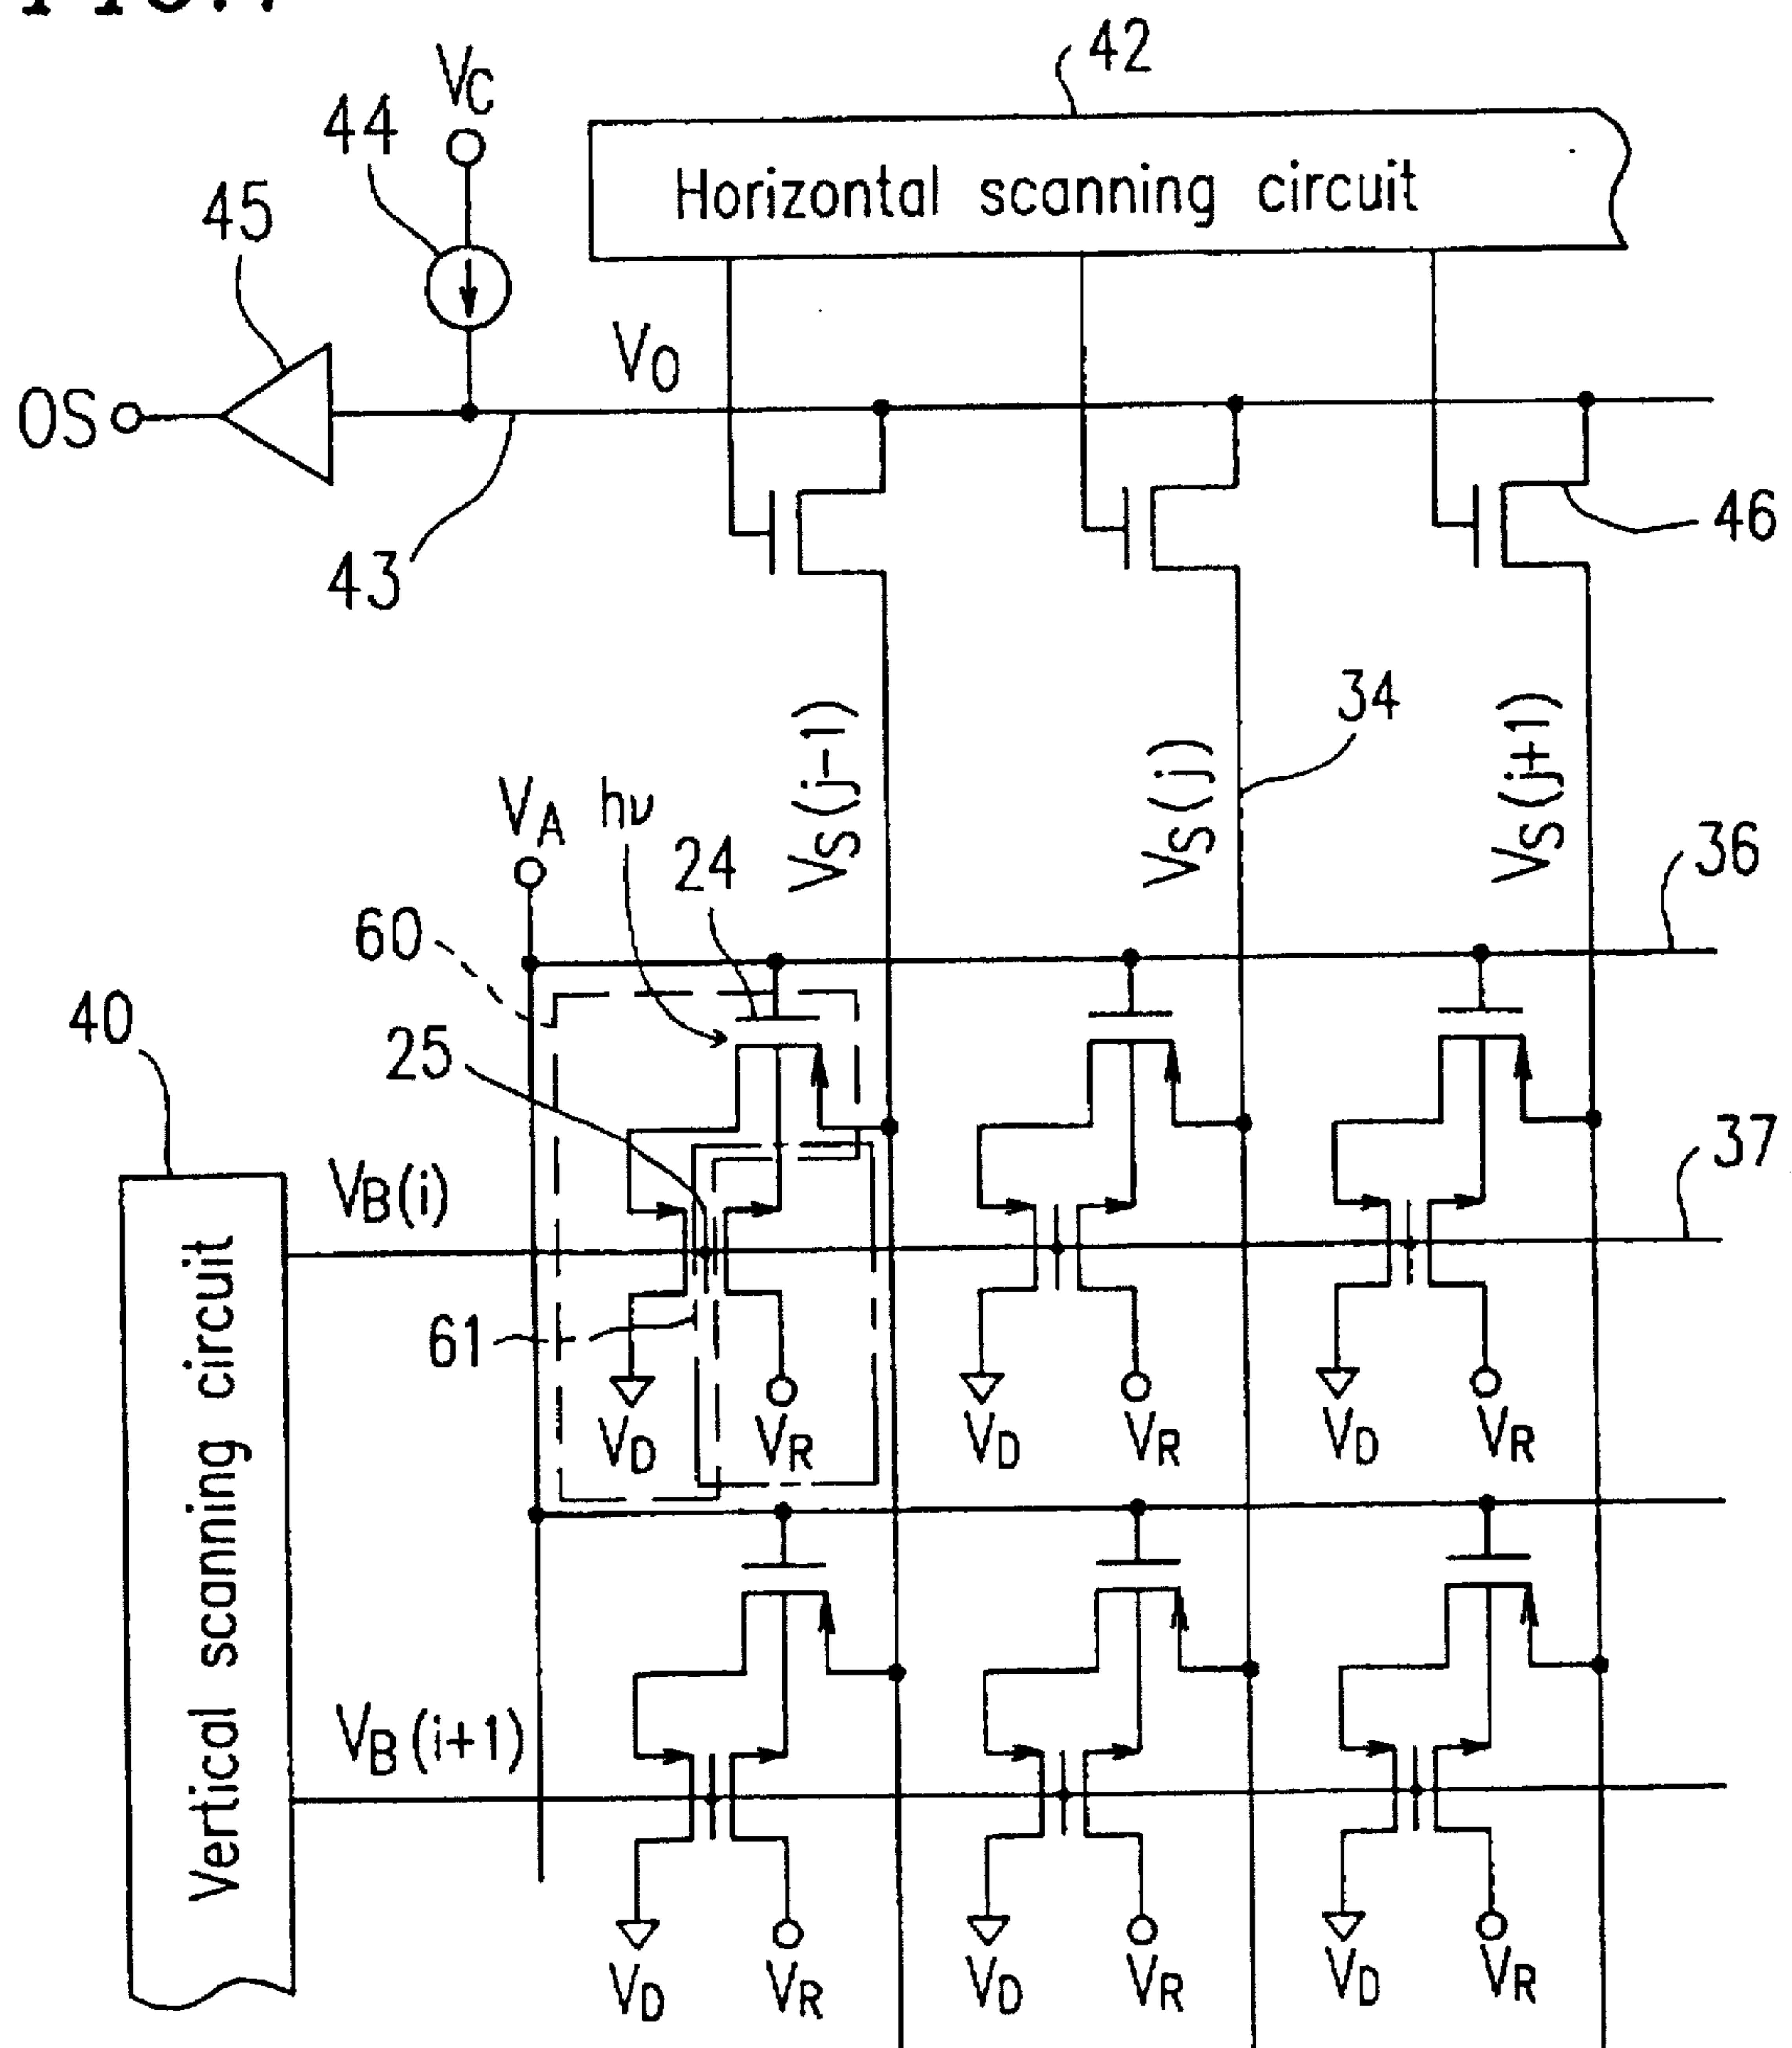 42
VC
44
45
Horizontal scanning circuit
VO
OS
46
43
34
VS(j-1)
VS(j)
VS(j+1)
VA
hν
24
36
60
40
25
37
VB(i)
61
VD
VR
VD
VR
VD
VR
Vertical scanning circuit
VB(i+1)
VD
VR
VD
VR
VD
VR